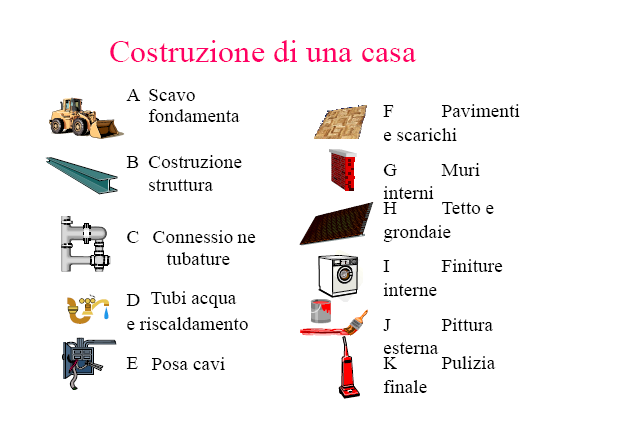 Costruzione di una casa
A Scavo
fondamenta
B Costruzione
struttura
C Connessio ne
tubature
D Tubi acqua
e riscaldamento
E Posa cavi
F Pavimenti
e scarichi
G Muri
interni
H Tetto e
grondaie
I Finiture
interne
J Pittura
esterna
K Pulizia
finale